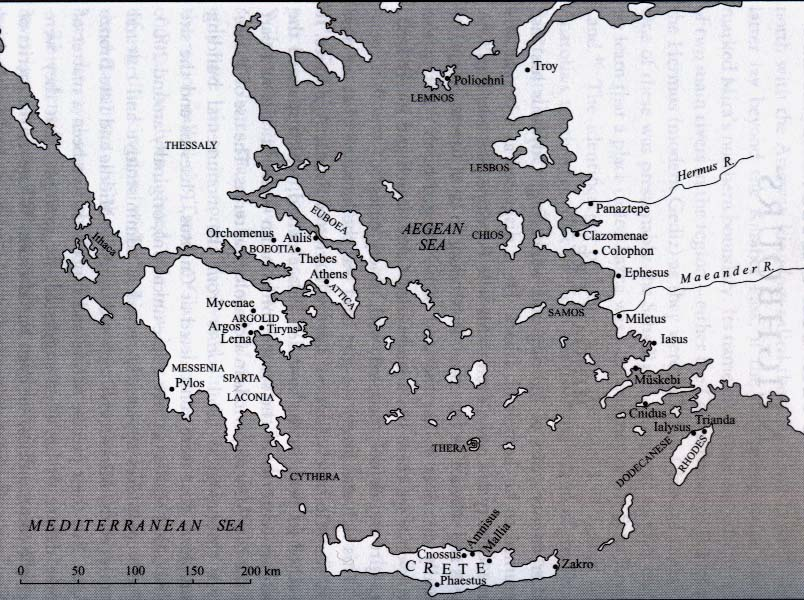 Troy
Poliochni
LEMNOS
THESSALY
LESBOS
Hermus R.
Panaztepe
EUBOEA
AEGEAN
SEA
CHIOS
Clazomenae
Colophon
Orchomenus
Aulis
BOEOTIA
Thebes
Ithaca
Athens
ATTICA
Ephesus
Maeander R.
SAMOS
Miletus
Mycenae
ARGOLID
Argos
Tiryns
Lerna
Iasus
MESSENIA
Pylos
SPARTA
LACONIA
Müskebi
Cnidus
Trianda
Ialysus
RHODES
DODECANESE
THERA
CYTHERA
MEDITERRANEAN SEA
Amnisus
Mallia
Cnossus
CRETE
Zakro
Phaestus
0 50 100 150 200 km